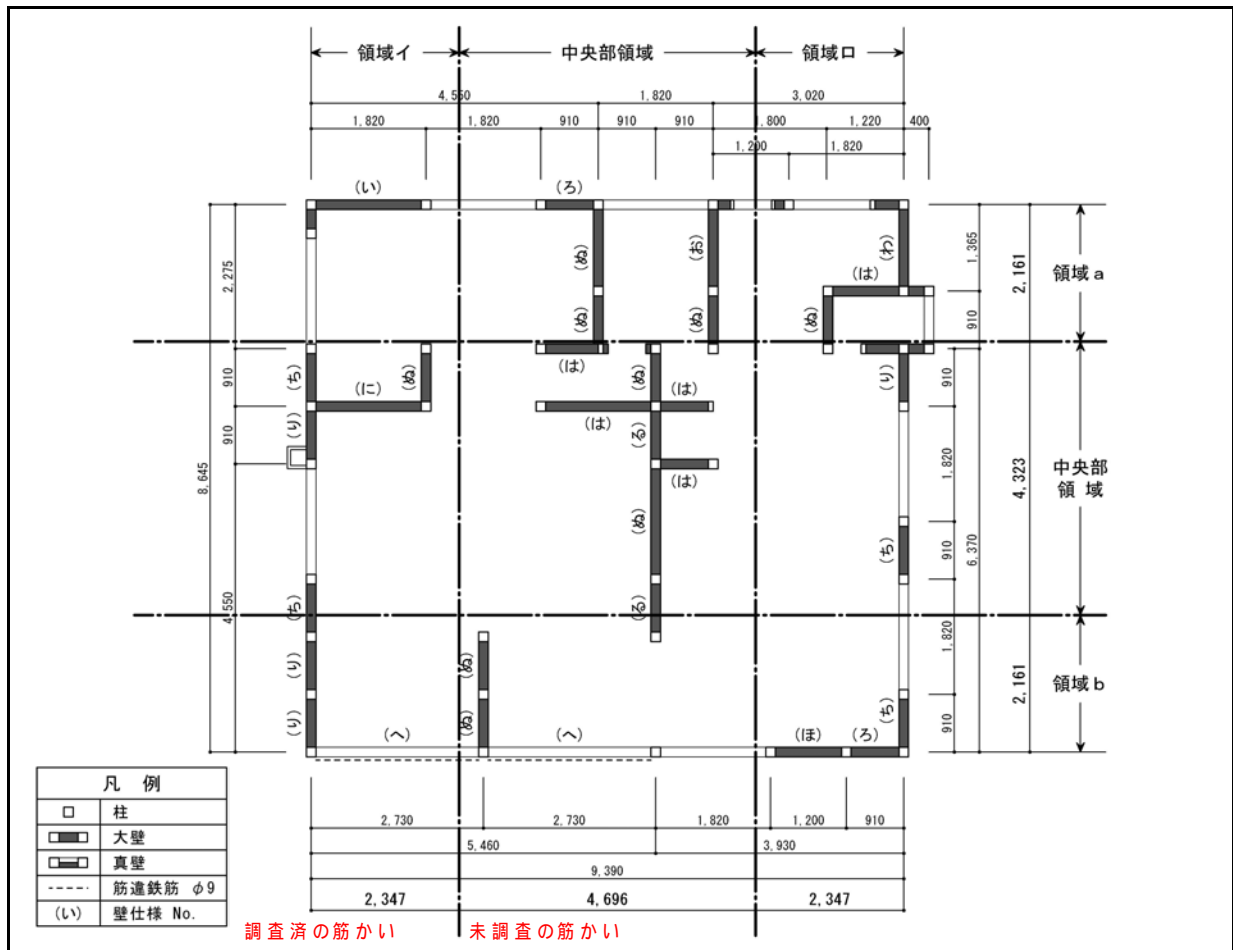 領域イ 中央部領域 領域ロ
4,550 1,820 3,020
1,820 1,820 910 910 910 1,800 1,220 400
1,200 1,820
(い) (ろ)
2,275
8,645
(ぬ) (お) (わ)
(は)
1,365
2,161
領域a
(ぬ) (ぬ) (ぬ)
910
910
(ち) (に) (ぬ) (は) (ぬ) (は) (り)
910
910
(り) (は) (る)
(は)
1,820
4,323
中央部
領域
(ぬ)
(ち)
910
6,370
4,550
(ち) (る)
1,820
2,161
領域b
(り) (ぬ)
(り) (ぬ) (ち)
910
(へ) (へ) (ほ) (ろ)
凡 例
柱
大壁
真壁
筋違鉄筋 φ9
(い) 壁仕様 No.
2,730 2,730 1,820 1,200 910
5,460 3,930
9,390
2,347 4,696 2,347
調査済の筋かい 未調査の筋かい